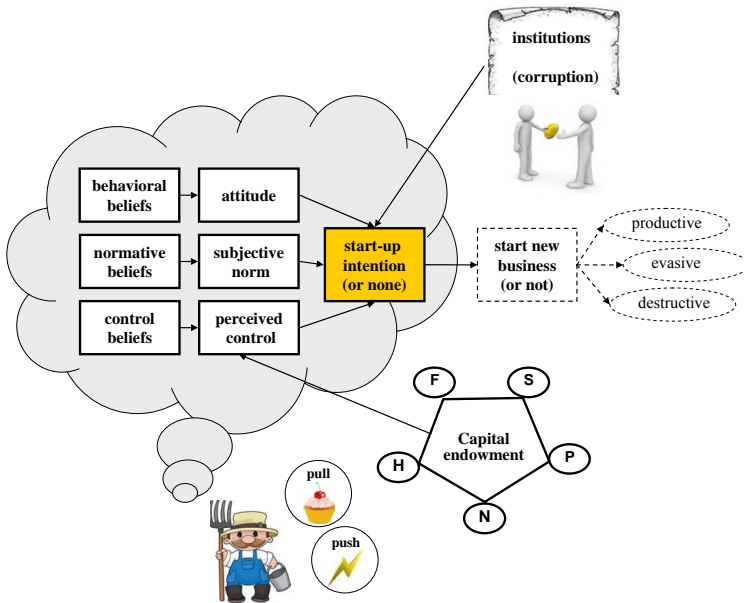 institutions
(corruption)
behavioral
beliefs
attitude
normative
beliefs
subjective
norm
start-up
intention
(or none)
start new
business
(or not)
productive
evasive
destructive
control
beliefs
perceived
control
F
S
Capital
endowment
H
P
N
pull
push